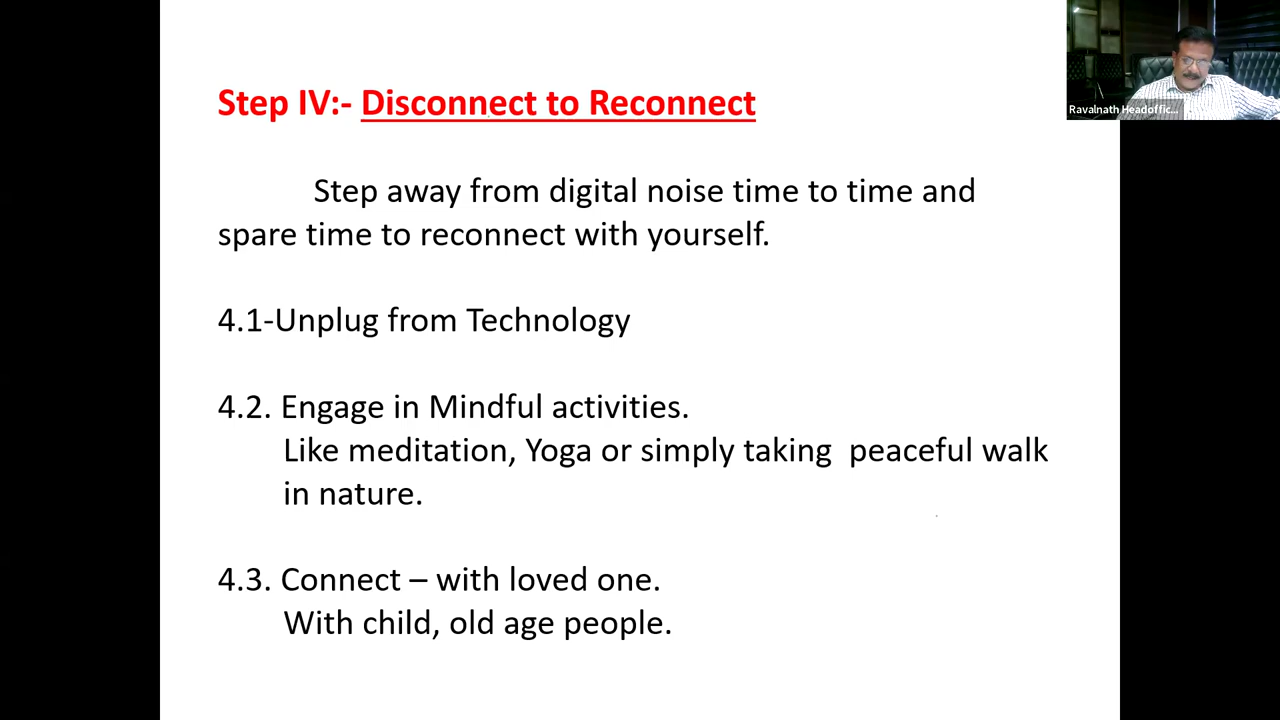 Step IV:- Disconnect to Reconnect
Step away from digital noise time to time and
spare time to reconnect with yourself.
4.1-Unplug from Technology
4.2. Engage in Mindful activities.
Like meditation, Yoga or simply taking  peaceful walk
in nature.
4.3. Connect – with loved one.
With child, old age people.
Ravalnath Headoffic...